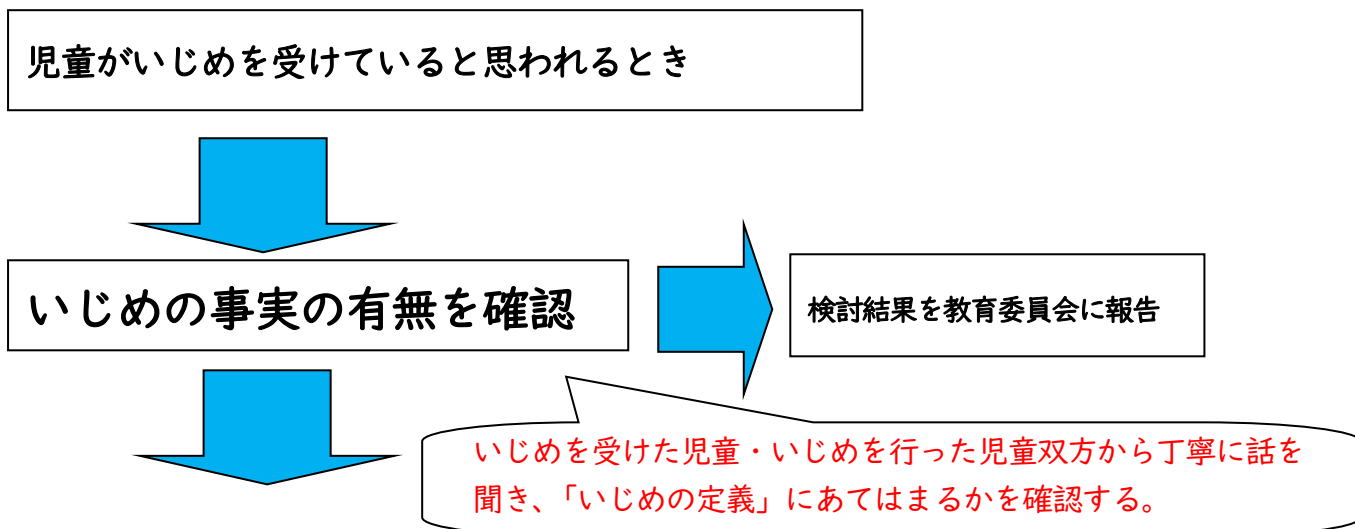 児童がいじめを受けていると思われるとき
いじめの事実の有無を確認
検討結果を教育委員会に報告
いじめを受けた児童・いじめを行った児童双方から丁寧に話を
聞き、「いじめの定義」にあてはまるかを確認する。